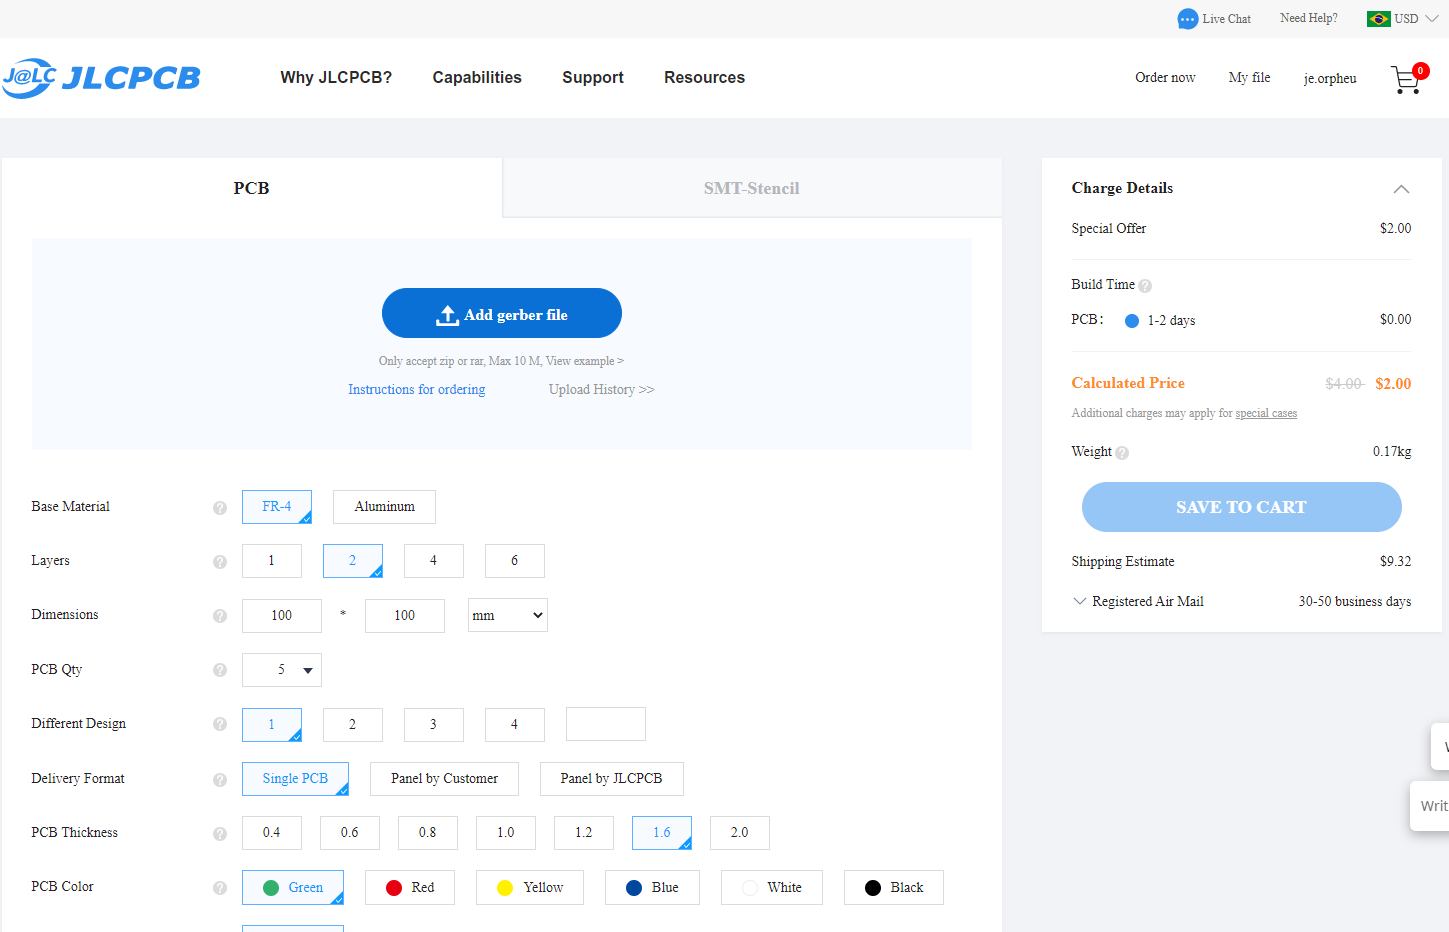 Live Chat Need Help? USD
J@LC JLCPCB Why JLCPCB? Capabilities Support Resources Order now My file je.orpheu 0
PCB SMT-Stencil
Add gerber file
Only accept zip or rar, Max 10 M, View example >
Instructions for ordering Upload History >>
Base Material ? FR-4 Aluminum
Layers ? 1 2 4 6
Dimensions ? 100 * 100 mm
PCB Qty ? 5
Different Design ? 1 2 3 4
Delivery Format ? Single PCB Panel by Customer Panel by JLCPCB
PCB Thickness ? 0.4 0.6 0.8 1.0 1.2 1.6 2.0
PCB Color ? Green Red Yellow Blue White Black
Charge Details
Special Offer $2.00
Build Time ?
PCB: 1-2 days $0.00
Calculated Price $4.00 $2.00
Additional charges may apply for special cases
Weight ? 0.17kg
SAVE TO CART
Shipping Estimate $9.32
Registered Air Mail 30-50 business days
Writ